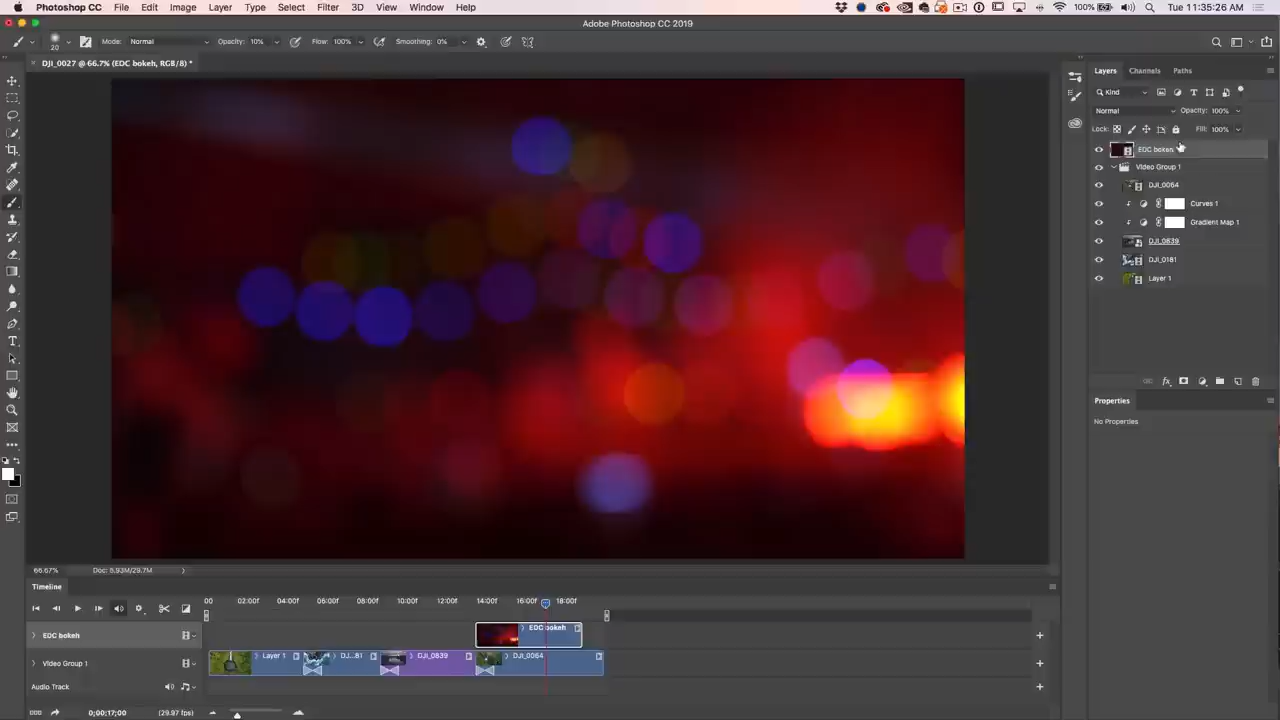 Photoshop CC File Edit Image Layer Type Select Filter 3D View Window Help 100% Tue 11:35:26 AM
Adobe Photoshop CC 2019
20 Mode: Normal Opacity: 10% Flow: 100% Smoothing: 0%
DJI_0027 @ 66.7% (EDC bokeh, RGB/8) *
Layers Channels Paths
Kind
Normal Opacity: 100%
Lock: Fill: 100%
EDC bokeh
Video Group 1
DJI_0064
Curves 1
Gradient Map 1
DJI_0839
DJI_0181
Layer 1
Properties
No Properties
66.67% Doc: 5.93M/29.7M
Timeline
00 02:00f 04:00f 06:00f 08:00f 10:00f 12:00f 14:00f 16:00f 18:00f
EDC bokeh EDC bokeh
Video Group 1 Layer 1 DJ...81 DJI_0839 DJI_0064
Audio Track
0;00;17;00 (29.97 fps)